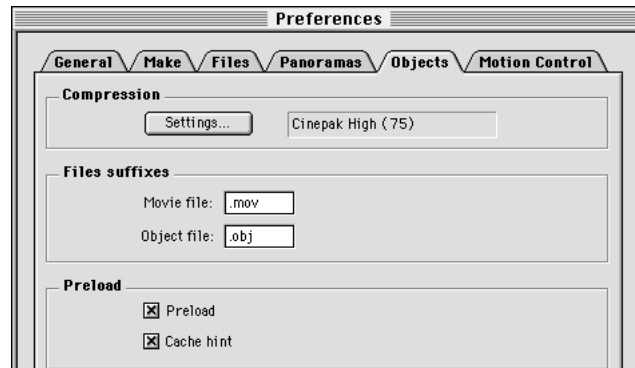 Preferences
General Make Files Panoramas Objects Motion Control
Compression
Settings... Cinepak High (75)
Files suffixes
Movie file: .mov
Object file: .obj
Preload
Preload
Cache hint